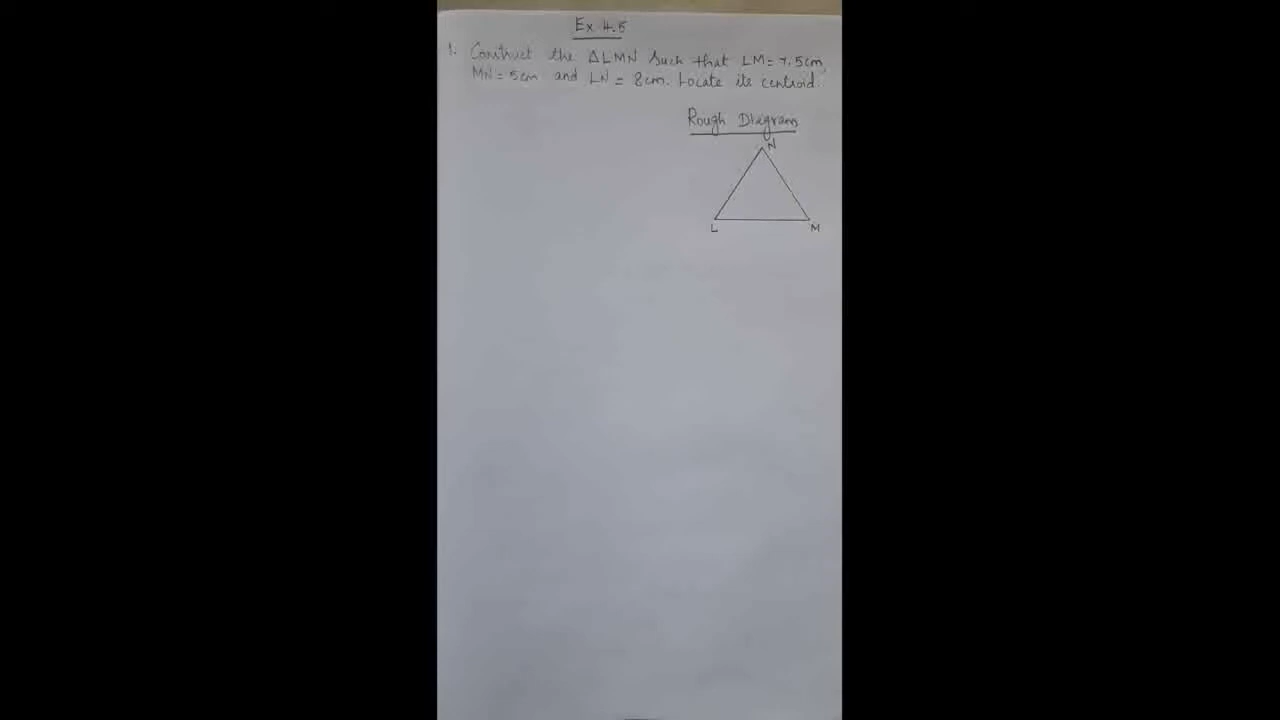 Ex 4.5
1. Construct the ΔLMN such that LM = 7.5cm,
MN = 5cm and LN = 8cm. Locate its centroid.
Rough Diagram
N
L M